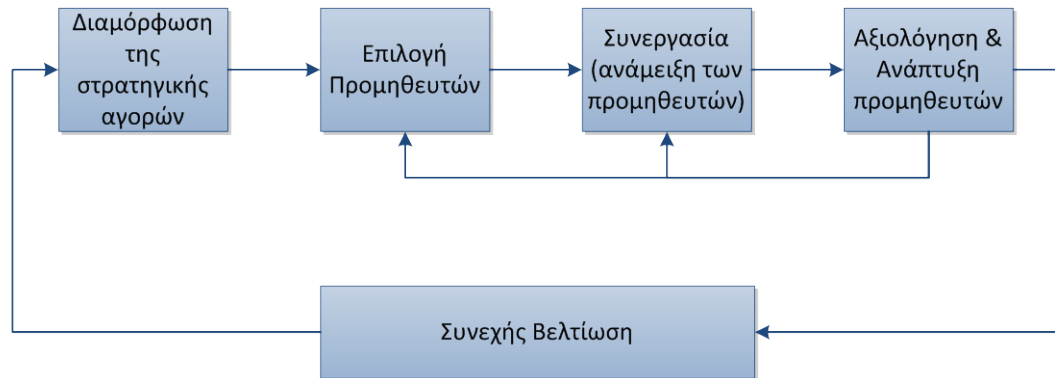 Διαμόρφωση
της
στρατηγικής
αγορών
Επιλογή
Προμηθευτών
Συνεργασία
(ανάμειξη των
προμηθευτών)
Αξιολόγηση &
Ανάπτυξη
προμηθευτών
Συνεχής Βελτίωση